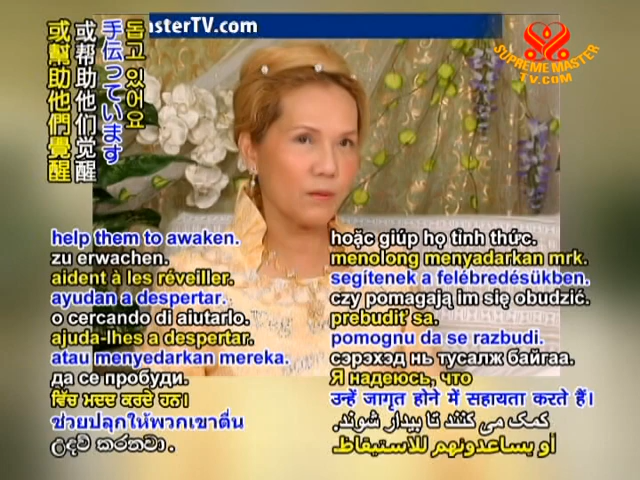 sterTV.com
SUPREME MASTER
TV.COM
돕고 있어요
手伝っています
或帮助他们觉醒
或幫助他們覺醒
help them to awaken.
zu erwachen.
aident à les réveiller.
ayudan a despertar.
o cercando di aiutarlo.
ajuda-lhes a despertar.
atau menyedarkan mereka.
да се пробуди.
ਵਿੱਚ ਮਦਦ ਕਰਦੇ ਹਨ।
ช่วยปลุกให้พวกเขาตื่น
උදව් කරනවා.
hoặc giúp họ tỉnh thức.
menolong menyadarkan mrk.
segítenek a felébredésükben.
czy pomagają im się obudzić.
prebudiť sa.
pomognu da se razbudi.
сэрэхэд нь тусалж байгаа.
Я надеюсь, что
उन्हें जागृत होने में सहायता करते हैं।
کمک می کنند تا بیدار شوند.
أو يساعدونهم للاستيقاظ.